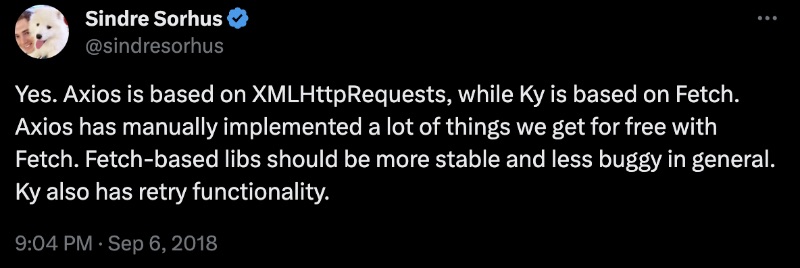 Sindre Sorhus
@sindresorhus
Yes. Axios is based on XMLHttpRequests, while Ky is based on Fetch.
Axios has manually implemented a lot of things we get for free with
Fetch. Fetch-based libs should be more stable and less buggy in general.
Ky also has retry functionality.
9:04 PM · Sep 6, 2018